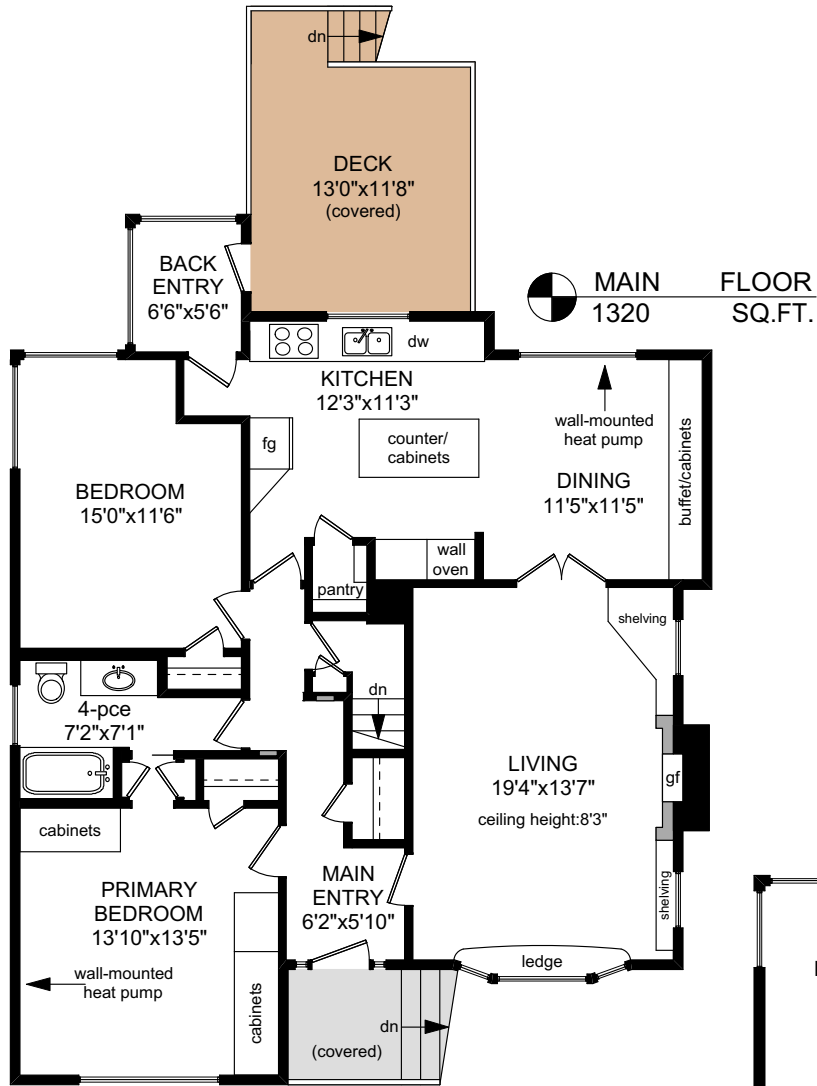 dn
DECK
13'0"x11'8"
(covered)
BACK
ENTRY
6'6"x5'6"
MAIN FLOOR
1320 SQ.FT.
dw
KITCHEN
12'3"x11'3"
wall-mounted
heat pump
fg
counter/
cabinets
buffet/cabinets
DINING
11'5"x11'5"
BEDROOM
15'0"x11'6"
wall
oven
pantry
shelving
dn
4-pce
7'2"x7'1"
LIVING
19'4"x13'7"
ceiling height:8'3"
gf
cabinets
MAIN
ENTRY
6'2"x5'10"
shelving
PRIMARY
BEDROOM
13'10"x13'5"
wall-mounted
heat pump
ledge
cabinets
dn
(covered)